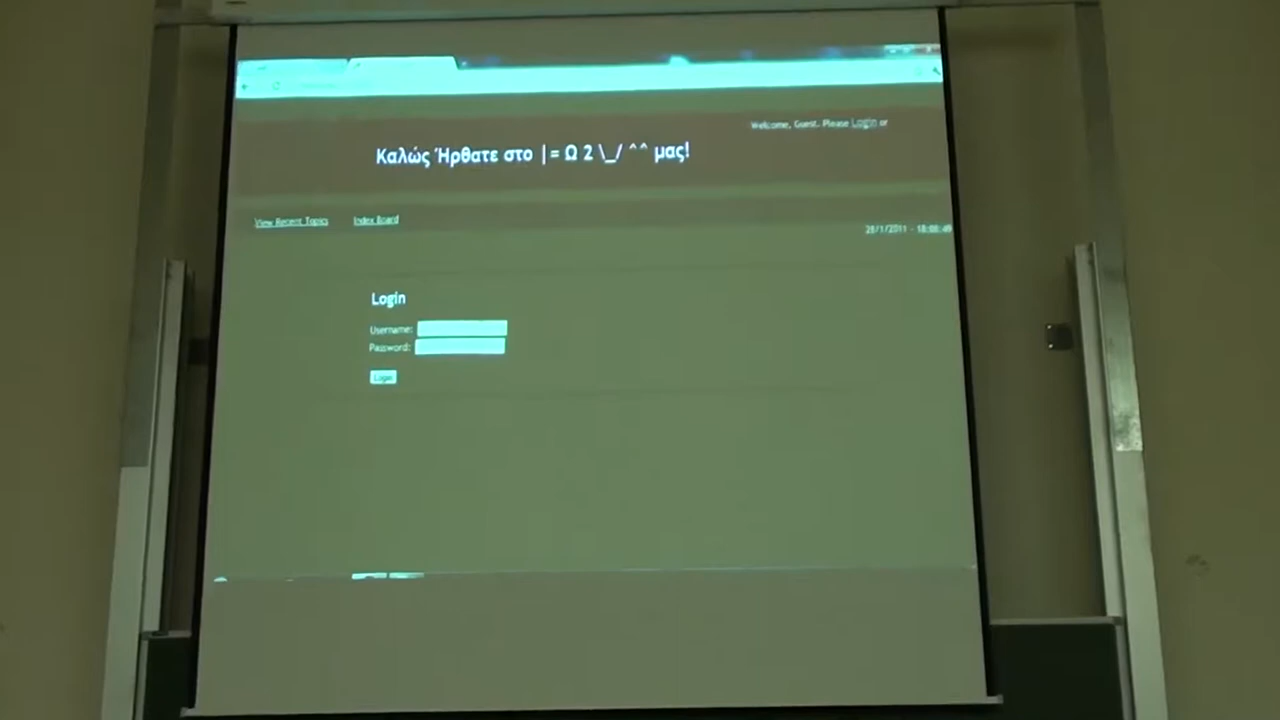 Welcome, Guest. Please Login or
Καλώς Ήρθατε στο |= Ω 2 \_/ ^^ μας!
View Recent Topics Index Board
28/1/2011 - 18:00:49
Login
Username:
Password:
Login